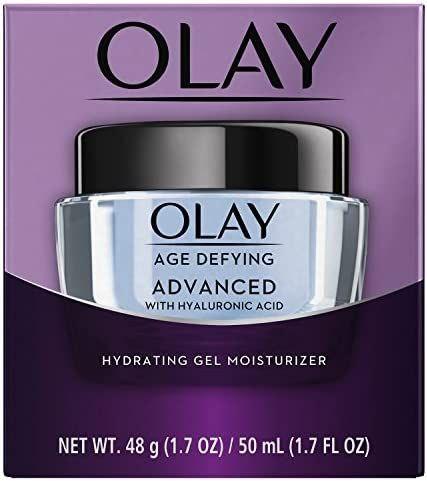 OLAY
OLAY
AGE DEFYING
ADVANCED
WITH HYALURONIC ACID
HYDRATING GEL MOISTURIZER
NET WT. 48 g (1.7 OZ) / 50 mL (1.7 FL OZ)